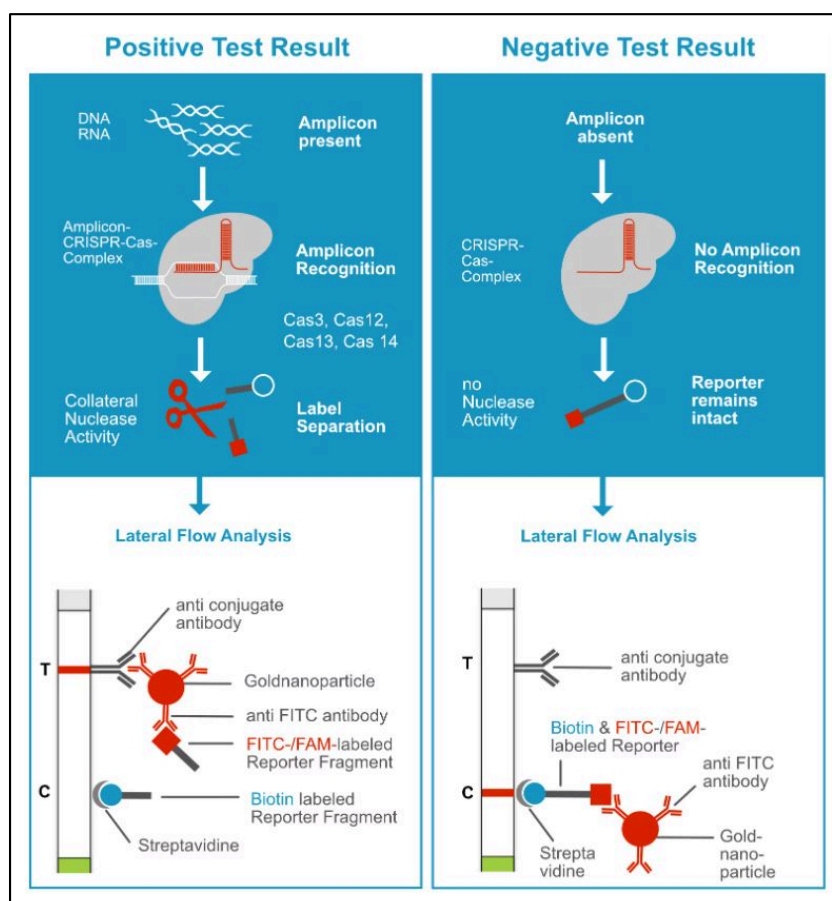 Positive Test Result
DNA
RNA
Amplicon
present
Amplicon-
CRISPR-Cas-
Complex
Amplicon
Recognition
Cas3, Cas12,
Cas13, Cas 14
Collateral
Nuclease
Activity
Label
Separation
Lateral Flow Analysis
anti conjugate
antibody
T
Goldnanoparticle
anti FITC antibody
FITC-/FAM-labeled
Reporter Fragment
C
Biotin labeled
Reporter Fragment
Streptavidine
Negative Test Result
Amplicon
absent
CRISPR-
Cas-
Complex
No Amplicon
Recognition
no
Nuclease
Activity
Reporter
remains
intact
Lateral Flow Analysis
T
anti conjugate
antibody
Biotin & FITC-/FAM-
labeled Reporter
anti FITC
antibody
C
Strepta
vidine
Gold-
nano-
particle